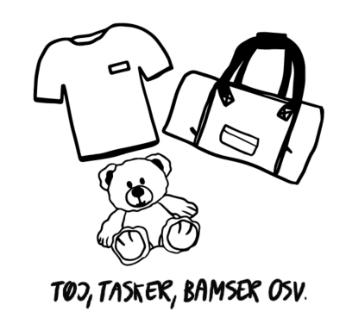 TØJ, TASKER, BAMSER OSV.